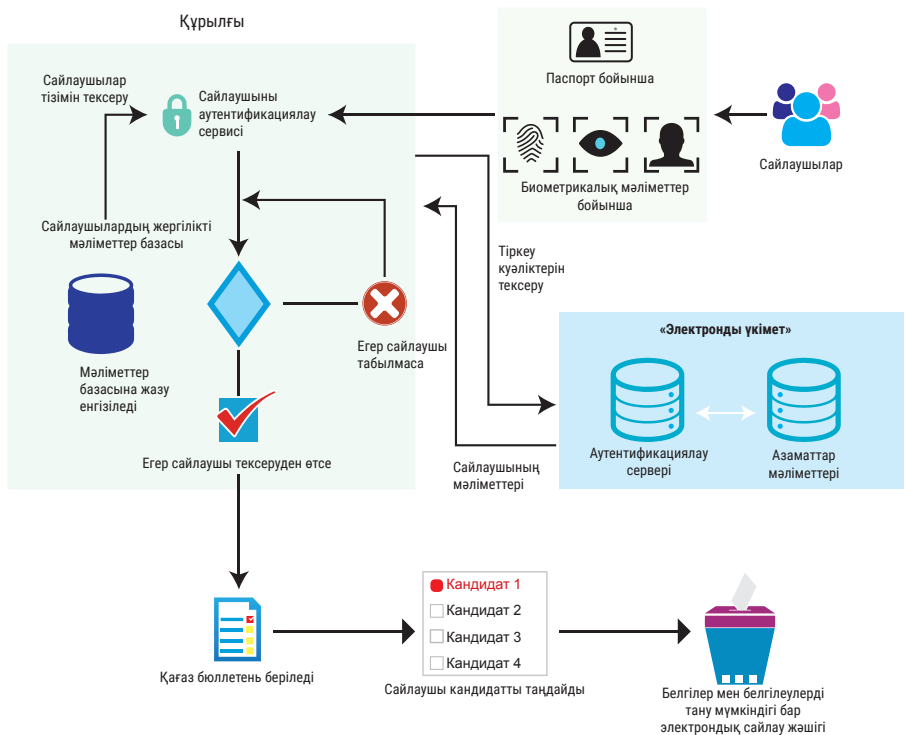 Құрылғы
Сайлаушылар
тізімін тексеру
Сайлаушыны
аутентификациялау
сервисі
Паспорт бойынша
Биометрикалық мәліметтер
бойынша
Сайлаушылар
Сайлаушылардың жергілікті
мәліметтер базасы
Мәліметтер
базасына жазу
енгізіледі
Егер сайлаушы
табылмаса
Егер сайлаушы тексеруден өтсе
Тіркеу
куәліктерін
тексеру
Сайлаушының
мәліметтері
«Электронды үкімет»
Аутентификациялау
сервері
Азаматтар
мәліметтері
Қағаз бюллетень беріледі
Кандидат 1
Кандидат 2
Кандидат 3
Кандидат 4
Сайлаушы кандидатты таңдайды
Белгілер мен белгілеулерді
тану мүмкіндігі бар
электрондық сайлау жәшігі